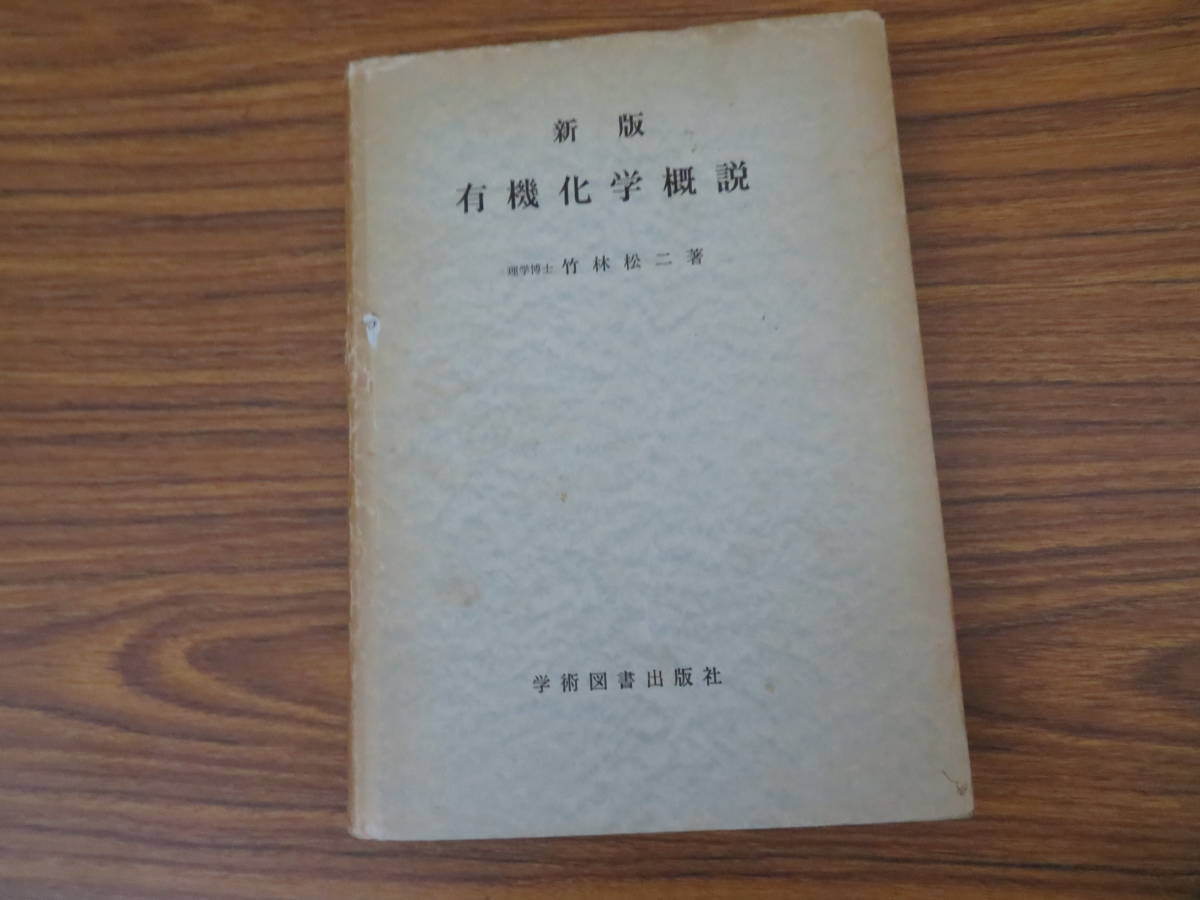 新版
有機化学概説
理学博士 竹林松二著
学術図書出版社